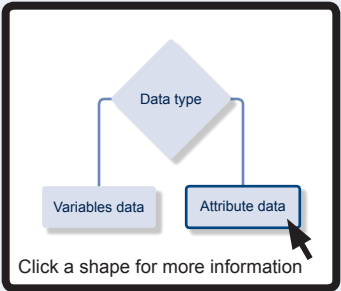 Data type
Variables data
Attribute data
Click a shape for more information